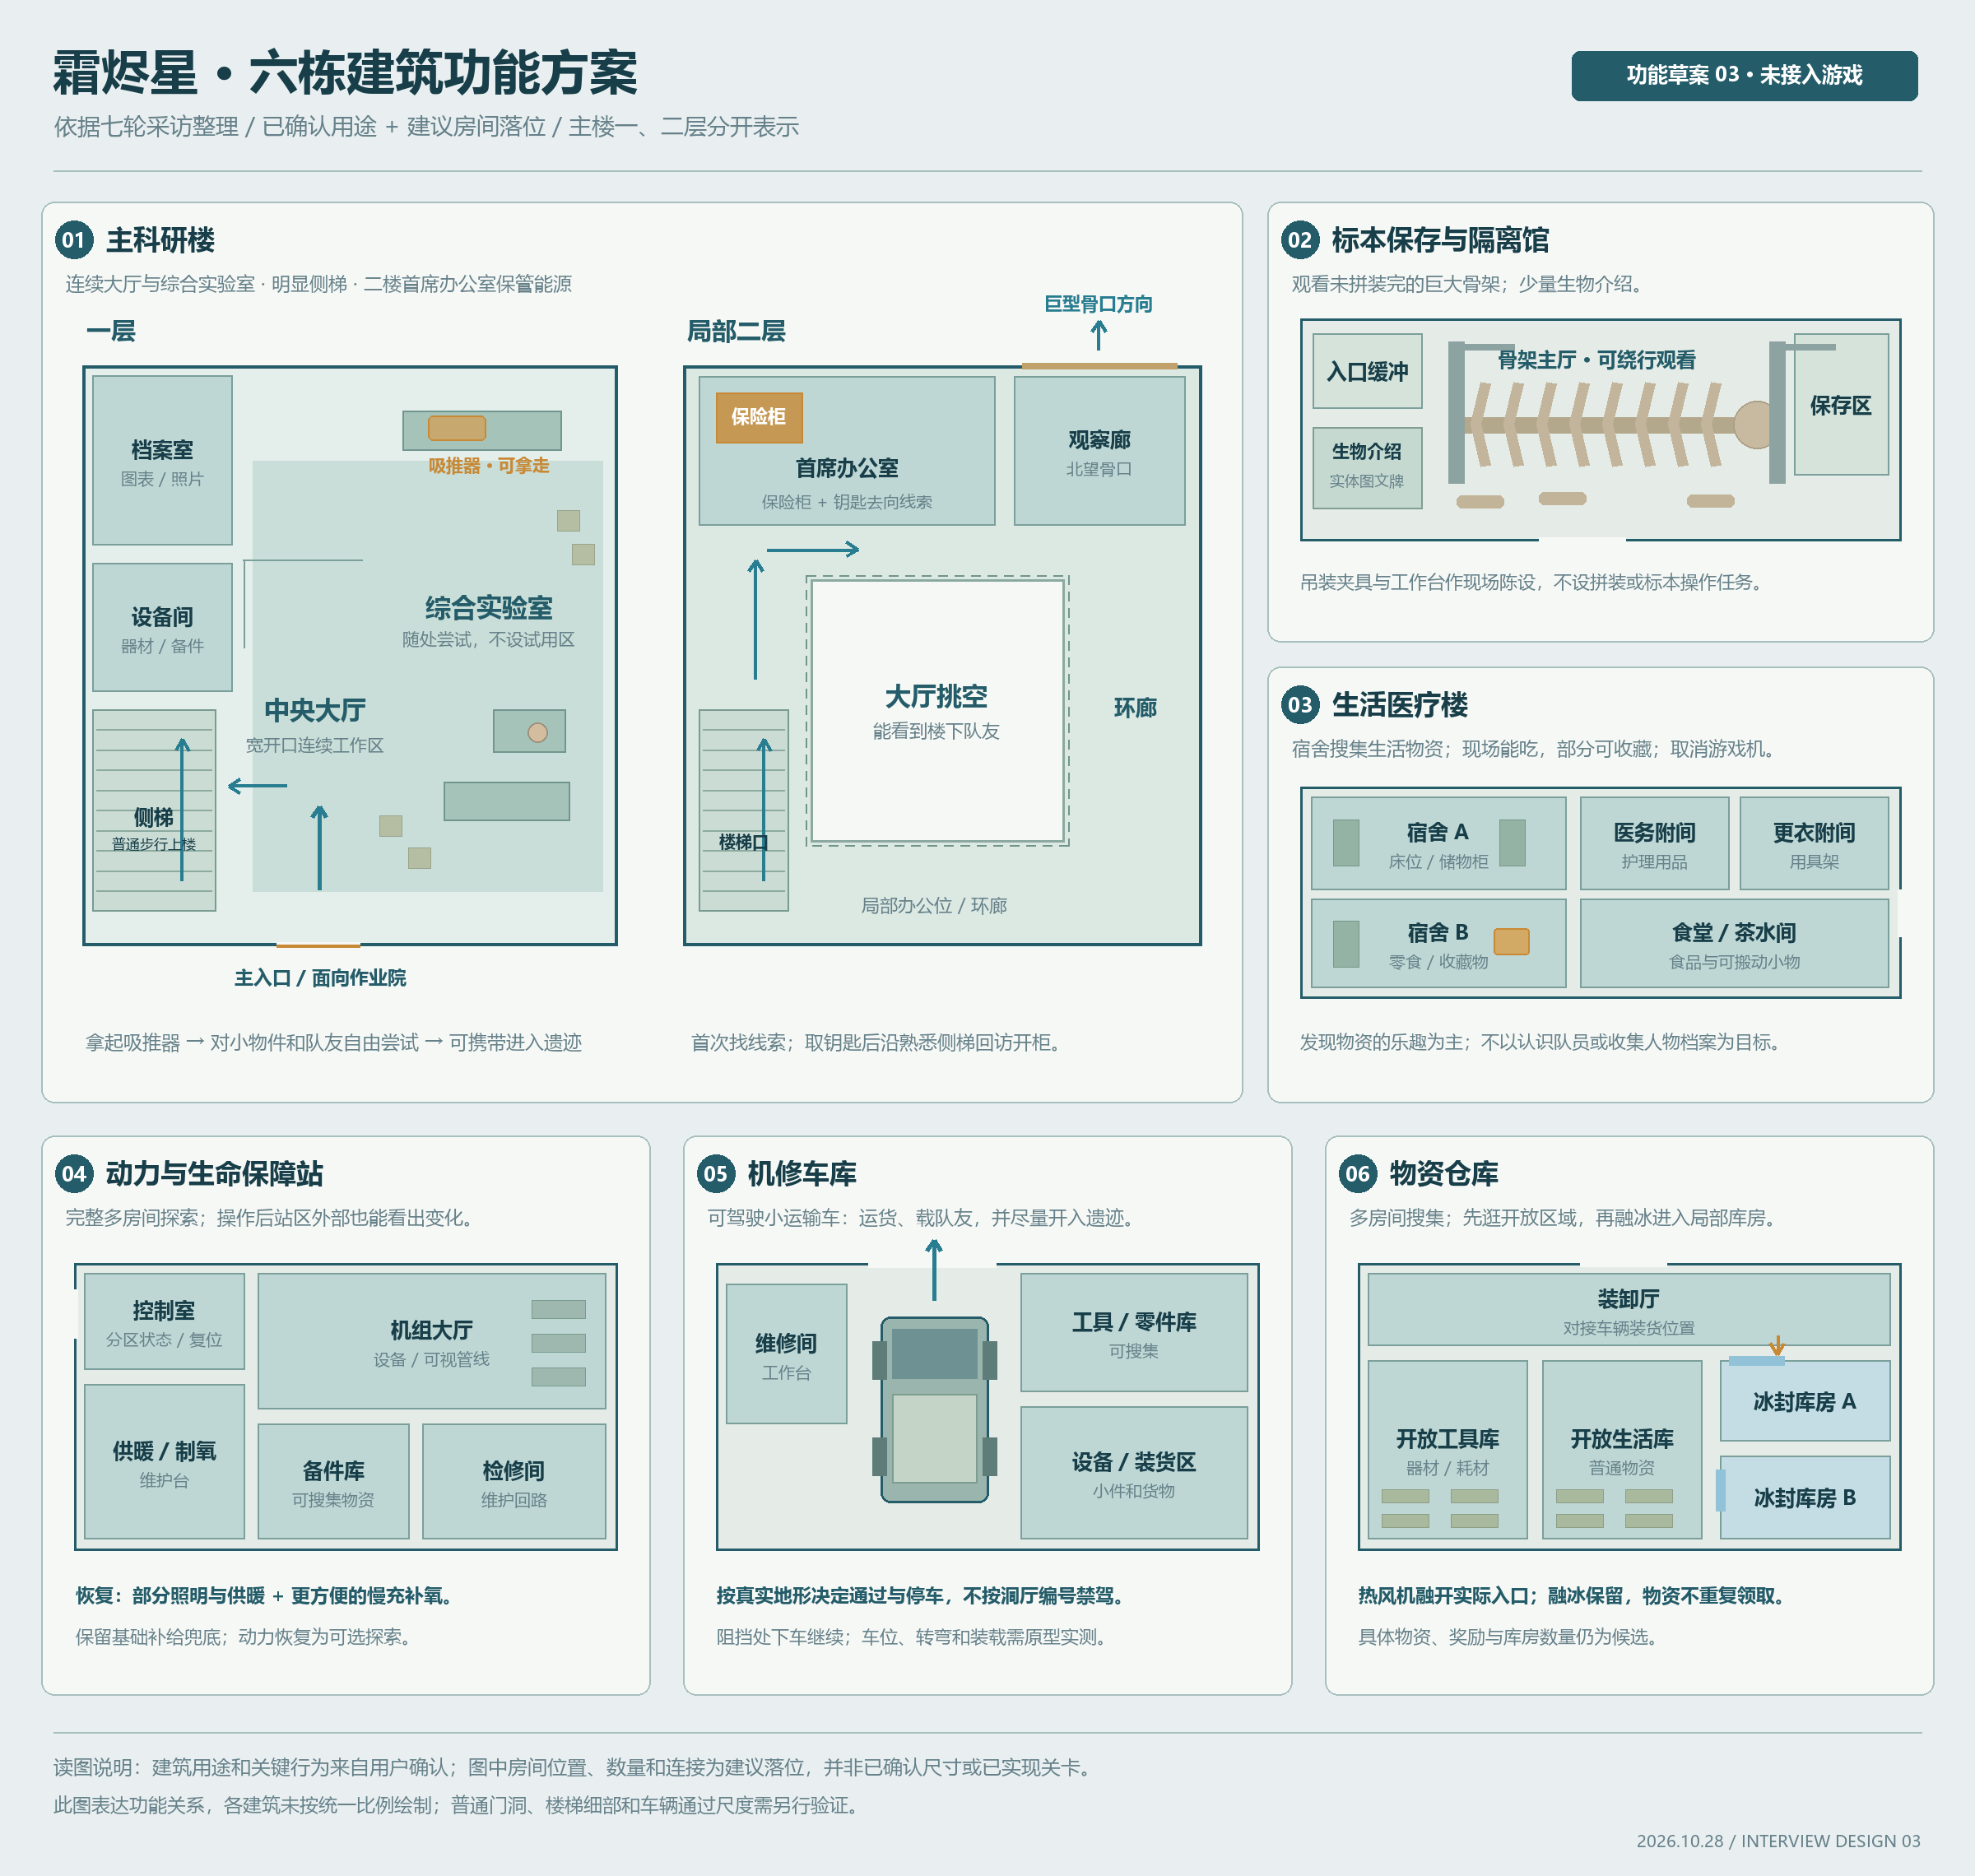 霜烬星·六栋建筑功能方案
功能草案 03·未接入游戏
依据七轮采访整理 / 已确认用途 + 建议房间落位 / 主楼一、二层分开表示
01 主科研楼
连续大厅与综合实验室·明显侧梯·二楼首席办公室保管能源
一层
档案室
图表 / 照片
吸推器·可拿走
设备间
器材 / 备件
综合实验室
随处尝试，不设试用区
中央大厅
宽开口连续工作区
侧梯
普通步行上楼
主入口 / 面向作业院
拿起吸推器 → 对小物件和队友自由尝试 → 可携带进入遗迹
局部二层
巨型骨口方向
保险柜
首席办公室
保险柜 + 钥匙去向线索
观察廊
北望骨口
大厅挑空
能看到楼下队友
环廊
楼梯口
局部办公位 / 环廊
首次找线索；取钥匙后沿熟悉侧梯回访开柜。
02 标本保存与隔离馆
观看未拼装完的巨大骨架；少量生物介绍。
入口缓冲
骨架主厅·可绕行观看
保存区
生物介绍
实体图文牌
吊装夹具与工作台作现场陈设，不设拼装或标本操作任务。
03 生活医疗楼
宿舍搜集生活物资；现场能吃，部分可收藏；取消游戏机。
宿舍 A
床位 / 储物柜
医务附间
护理用品
更衣附间
用具架
宿舍 B
零食 / 收藏物
食堂 / 茶水间
食品与可搬动小物
发现物资的乐趣为主；不以认识队员或收集人物档案为目标。
04 动力与生命保障站
完整多房间探索；操作后站区外部也能看出变化。
控制室
分区状态 / 复位
机组大厅
设备 / 可视管线
供暖 / 制氧
维护台
备件库
可搜集物资
检修间
维护回路
恢复：部分照明与供暖 + 更方便的慢充补氧。
保留基础补给兜底；动力恢复为可选探索。
05 机修车库
可驾驶小运输车：运货、载队友，并尽量开入遗迹。
维修间
工作台
工具 / 零件库
可搜集
设备 / 装货区
小件和货物
按真实地形决定通过与停车，不按洞厅编号禁驾。
阻挡处下车继续；车位、转弯和装载需原型实测。
06 物资仓库
多房间搜集；先逛开放区域，再融冰进入局部库房。
装卸厅
对接车辆装货位置
开放工具库
器材 / 耗材
开放生活库
普通物资
冰封库房 A
冰封库房 B
热风机融开实际入口；融冰保留，物资不重复领取。
具体物资、奖励与库房数量仍为候选。
读图说明：建筑用途和关键行为来自用户确认；图中房间位置、数量和连接为建议落位，并非已确认尺寸或已实现关卡。
此图表达功能关系，各建筑未按统一比例绘制；普通门洞、楼梯细部和车辆通过尺度需另行验证。
2026.10.28 / INTERVIEW DESIGN 03